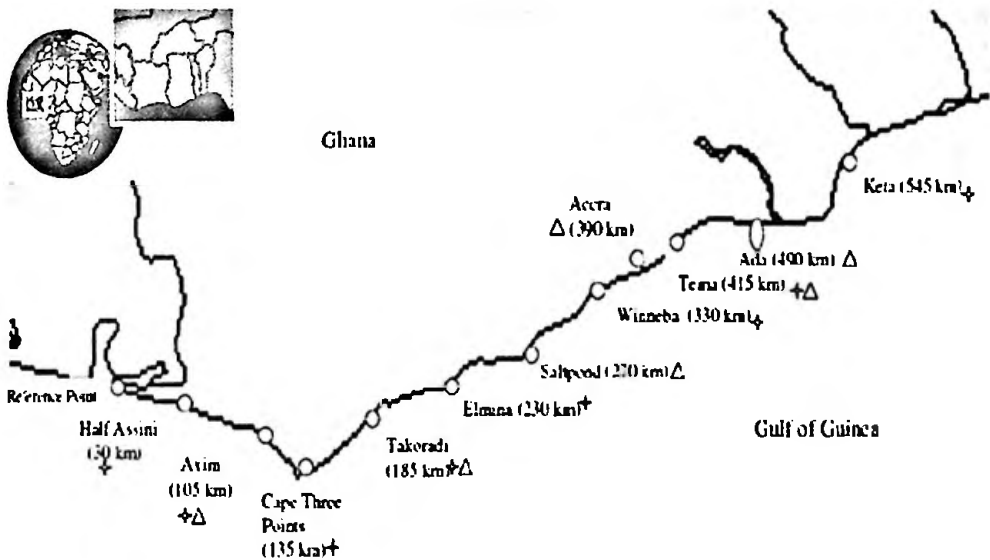 Ghana
Accra
△ (390 km)
Keta (545 km) ✧
Ada (490 km) △
Tema (415 km) +△
Winneba (330 km) ✧
Saltpond (270 km) △
Elmina (230 km) +
Reference Point
Half Assini
(30 km)
✧
Axim
(105 km)
✧△
Cape Three
Points
(135 km) +
Takoradi
(185 km) +△
Gulf of Guinea